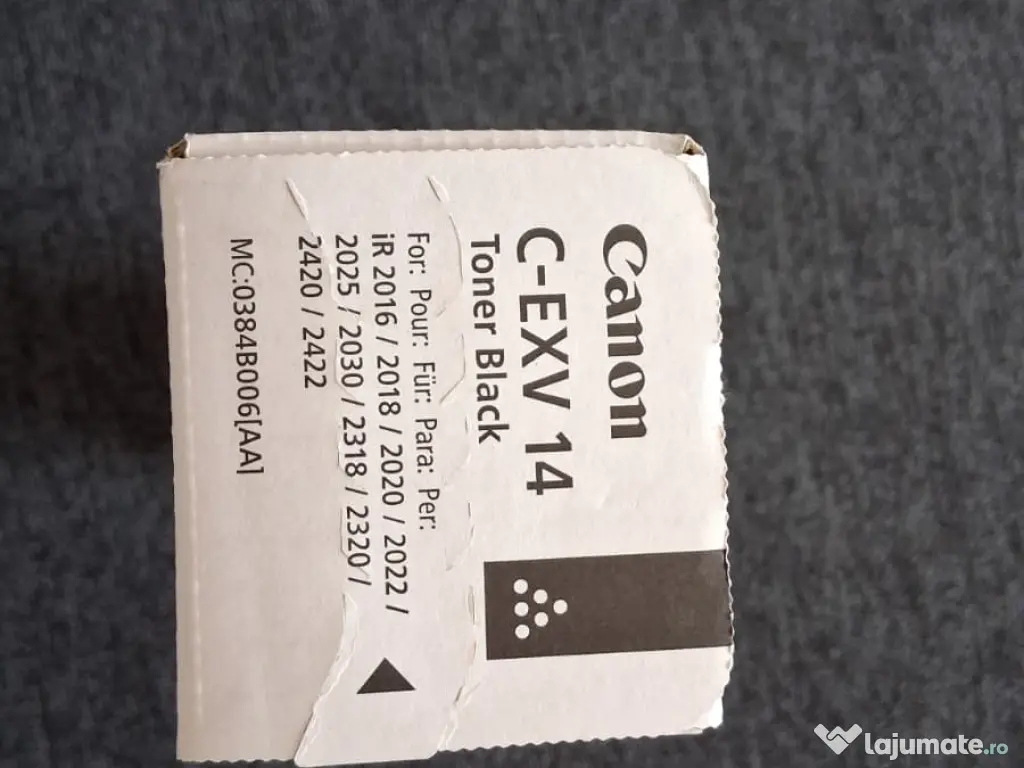 Canon
C-EXV 14
Toner Black
For: Pour: Für: Para: Per:
iR 2016 / 2018 / 2020 / 2022 /
2025 / 2030 / 2318 / 2320 /
2420 / 2422
MC:0384B006[AA]
lajumate.ro